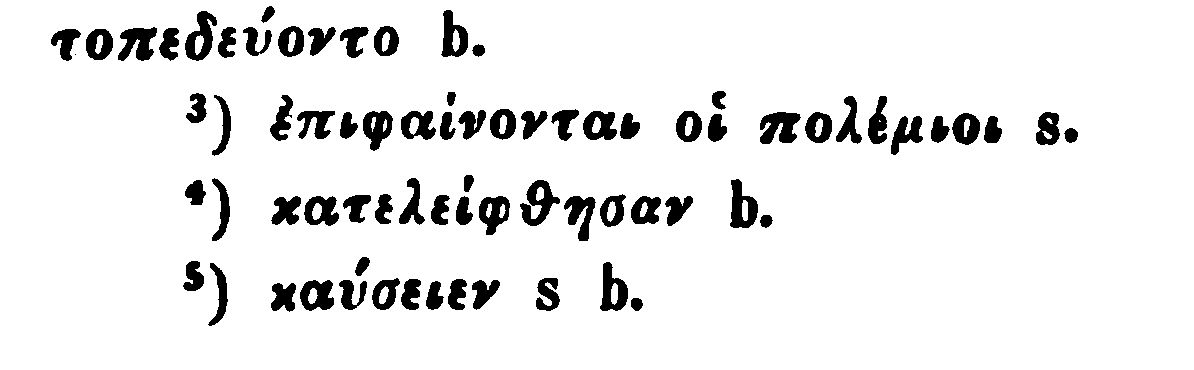 τοπεδεύοντο b.
³) ἐπιφαίνονται οἱ πολέμιοι s.
⁴) κατελείφθησαν b.
⁵) καύσειεν s b.